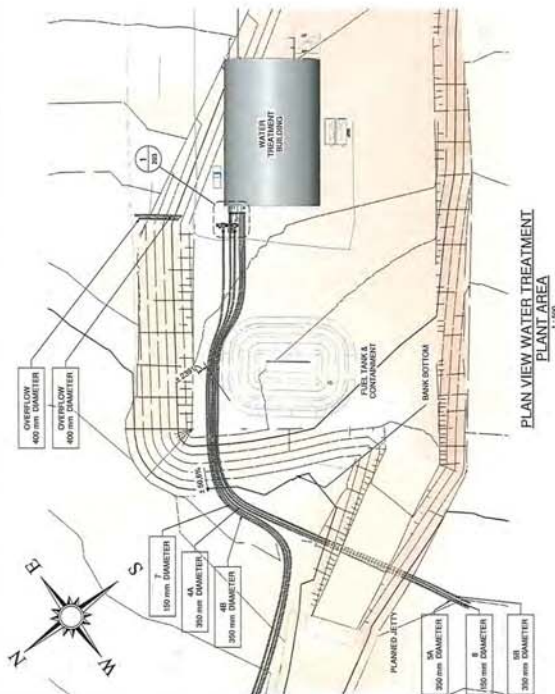 OVERFLOW
400 mm DIAMETER
OVERFLOW
400 mm DIAMETER
1
203
WATER
TREATMENT
BUILDING
N
E
S
W
7
150 mm DIAMETER
4A
350 mm DIAMETER
4B
350 mm DIAMETER
FUEL TANK &
CONTAINMENT
BANK BOTTOM
PLANNED JETTY
5A
350 mm DIAMETER
8
150 mm DIAMETER
5B
350 mm DIAMETER
PLAN VIEW WATER TREATMENT
PLANT AREA